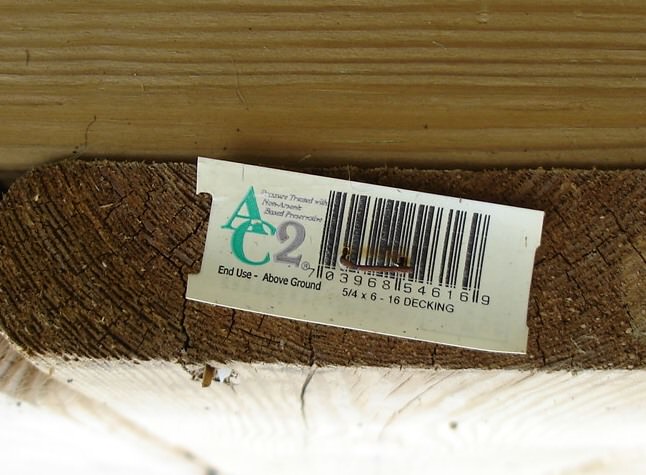 AC2®
Pressure Treated with
Non-Arsenic
Based Preservative
End Use - Above Ground
7 03968 54616 9
5/4 x 6 - 16 DECKING